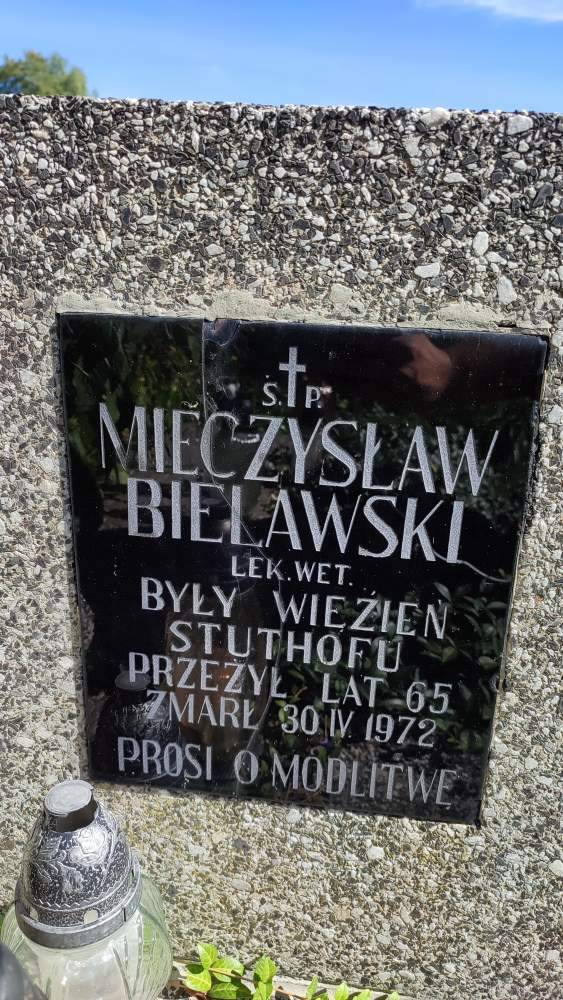 Ś.P.
MIECZYSŁAW
BIELAWSKI
LEK. WET.
BYŁY WIĘZIEŃ
STUTHOFU
PRZEŻYŁ LAT 65
ZMARŁ 30 IV 1972
PROSI O MODLITWĘ